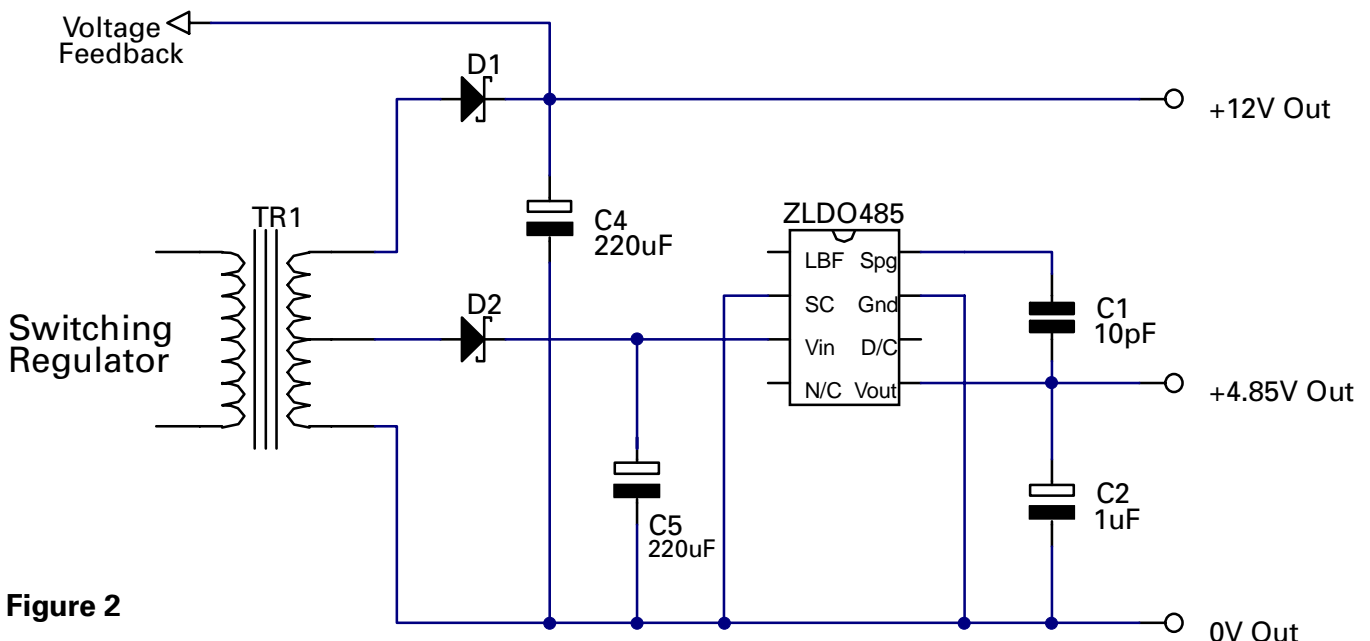 Voltage
Feedback
D1
+12V Out
TR1
C4
220uF
ZLDO485
LBF Spg
SC Gnd
Vin D/C
N/C Vout
D2
Switching
Regulator
C1
10pF
+4.85V Out
C5
220uF
C2
1uF
Figure 2
0V Out